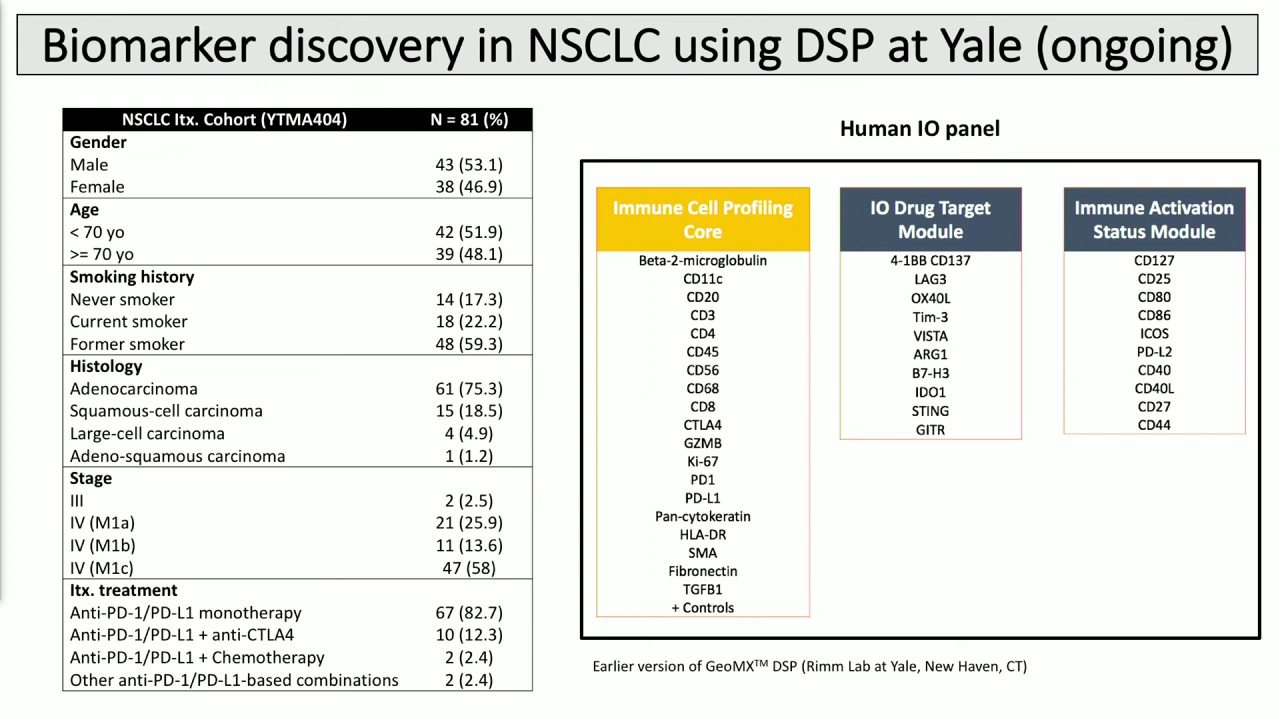 Biomarker discovery in NSCLC using DSP at Yale (ongoing)
NSCLC Itx. Cohort (YTMA404) N = 81 (%)
Gender
Male 43 (53.1)
Female 38 (46.9)
Age
< 70 yo 42 (51.9)
>= 70 yo 39 (48.1)
Smoking history
Never smoker 14 (17.3)
Current smoker 18 (22.2)
Former smoker 48 (59.3)
Histology
Adenocarcinoma 61 (75.3)
Squamous-cell carcinoma 15 (18.5)
Large-cell carcinoma 4 (4.9)
Adeno-squamous carcinoma 1 (1.2)
Stage
III 2 (2.5)
IV (M1a) 21 (25.9)
IV (M1b) 11 (13.6)
IV (M1c) 47 (58)
Itx. treatment
Anti-PD-1/PD-L1 monotherapy 67 (82.7)
Anti-PD-1/PD-L1 + anti-CTLA4 10 (12.3)
Anti-PD-1/PD-L1 + Chemotherapy 2 (2.4)
Other anti-PD-1/PD-L1-based combinations 2 (2.4)
Human IO panel
Immune Cell Profiling
Core
Beta-2-microglobulin
CD11c
CD20
CD3
CD4
CD45
CD56
CD68
CD8
CTLA4
GZMB
Ki-67
PD1
PD-L1
Pan-cytokeratin
HLA-DR
SMA
Fibronectin
TGFB1
+ Controls
IO Drug Target
Module
4-1BB CD137
LAG3
OX40L
Tim-3
VISTA
ARG1
B7-H3
IDO1
STING
GITR
Immune Activation
Status Module
CD127
CD25
CD80
CD86
ICOS
PD-L2
CD40
CD40L
CD27
CD44
Earlier version of GeoMX™ DSP (Rimm Lab at Yale, New Haven, CT)